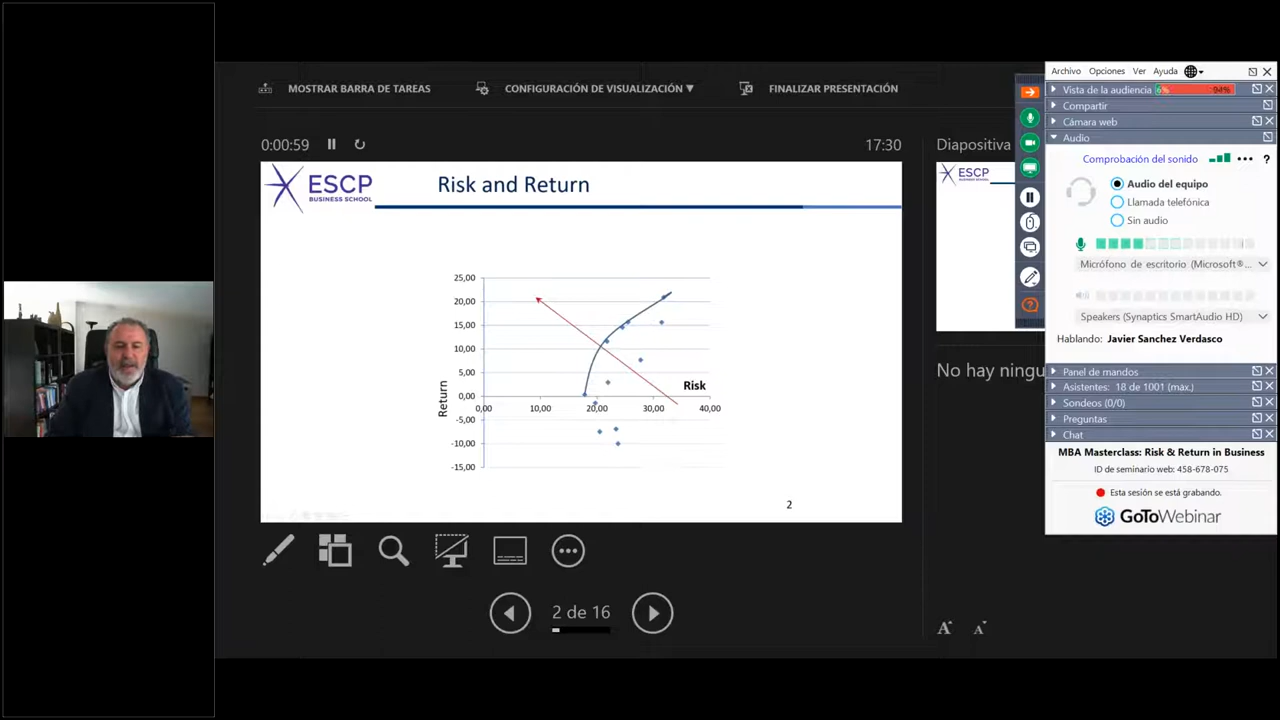 MOSTRAR BARRA DE TAREAS
CONFIGURACIÓN DE VISUALIZACIÓN ▼
FINALIZAR PRESENTACIÓN
0:00:59
17:30
ESCP
BUSINESS SCHOOL
Risk and Return
25,00
20,00
15,00
10,00
5,00
0,00
-5,00
-10,00
-15,00
Return
Risk
0,00 10,00 20,00 30,00 40,00
2
2 de 16
Diapositiva
ESCP
No hay ningu
A A
Archivo Opciones Ver Ayuda
Vista de la audiencia 6% 94%
Compartir
Cámara web
Audio
Comprobación del sonido ?
Audio del equipo
Llamada telefónica
Sin audio
Micrófono de escritorio (Microsoft®...
Speakers (Synaptics SmartAudio HD)
Hablando: Javier Sanchez Verdasco
Panel de mandos
Asistentes: 18 de 1001 (máx.)
Sondeos (0/0)
Preguntas
Chat
MBA Masterclass: Risk & Return in Business
ID de seminario web: 458-678-075
Esta sesión se está grabando.
GoToWebinar